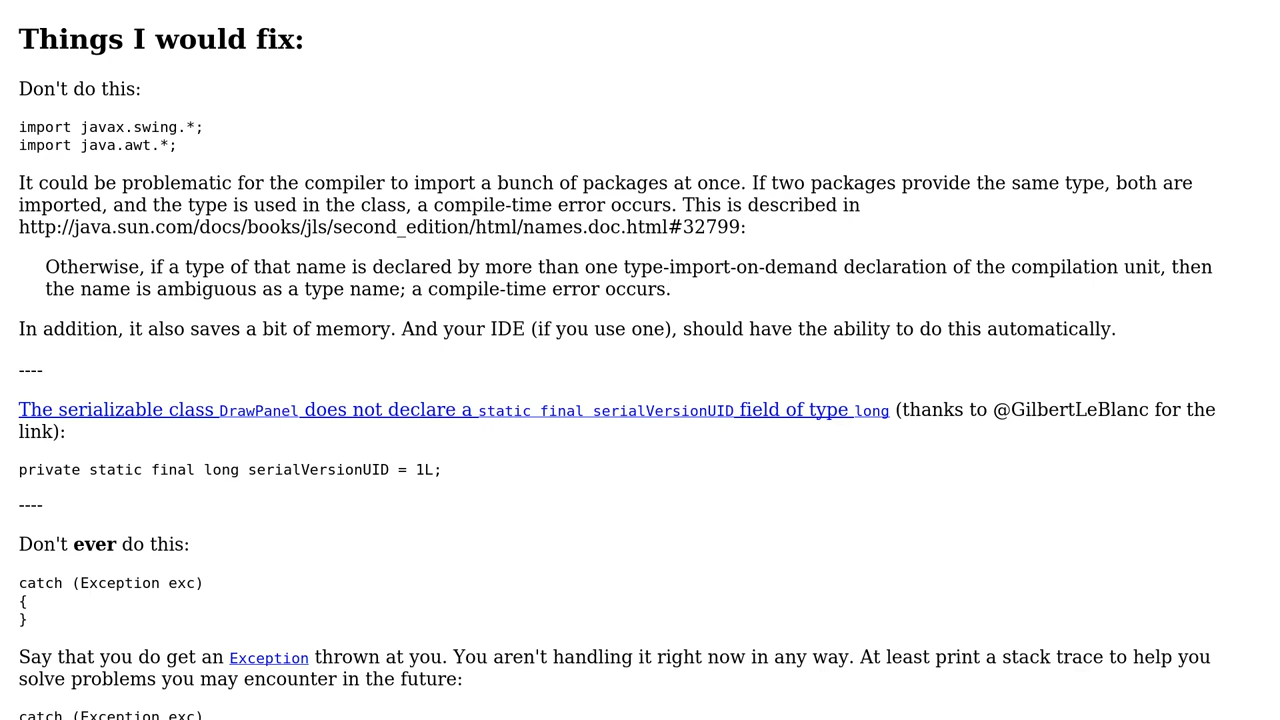 Things I would fix:
Don't do this:
import javax.swing.*;
import java.awt.*;
It could be problematic for the compiler to import a bunch of packages at once. If two packages provide the same type, both are
imported, and the type is used in the class, a compile-time error occurs. This is described in
http://java.sun.com/docs/books/jls/second_edition/html/names.doc.html#32799:
Otherwise, if a type of that name is declared by more than one type-import-on-demand declaration of the compilation unit, then
the name is ambiguous as a type name; a compile-time error occurs.
In addition, it also saves a bit of memory. And your IDE (if you use one), should have the ability to do this automatically.
----
The serializable class DrawPanel does not declare a static final serialVersionUID field of type long (thanks to @GilbertLeBlanc for the
link):
private static final long serialVersionUID = 1L;
----
Don't ever do this:
catch (Exception exc)
{
}
Say that you do get an Exception thrown at you. You aren't handling it right now in any way. At least print a stack trace to help you
solve problems you may encounter in the future:
catch (Exception exc)